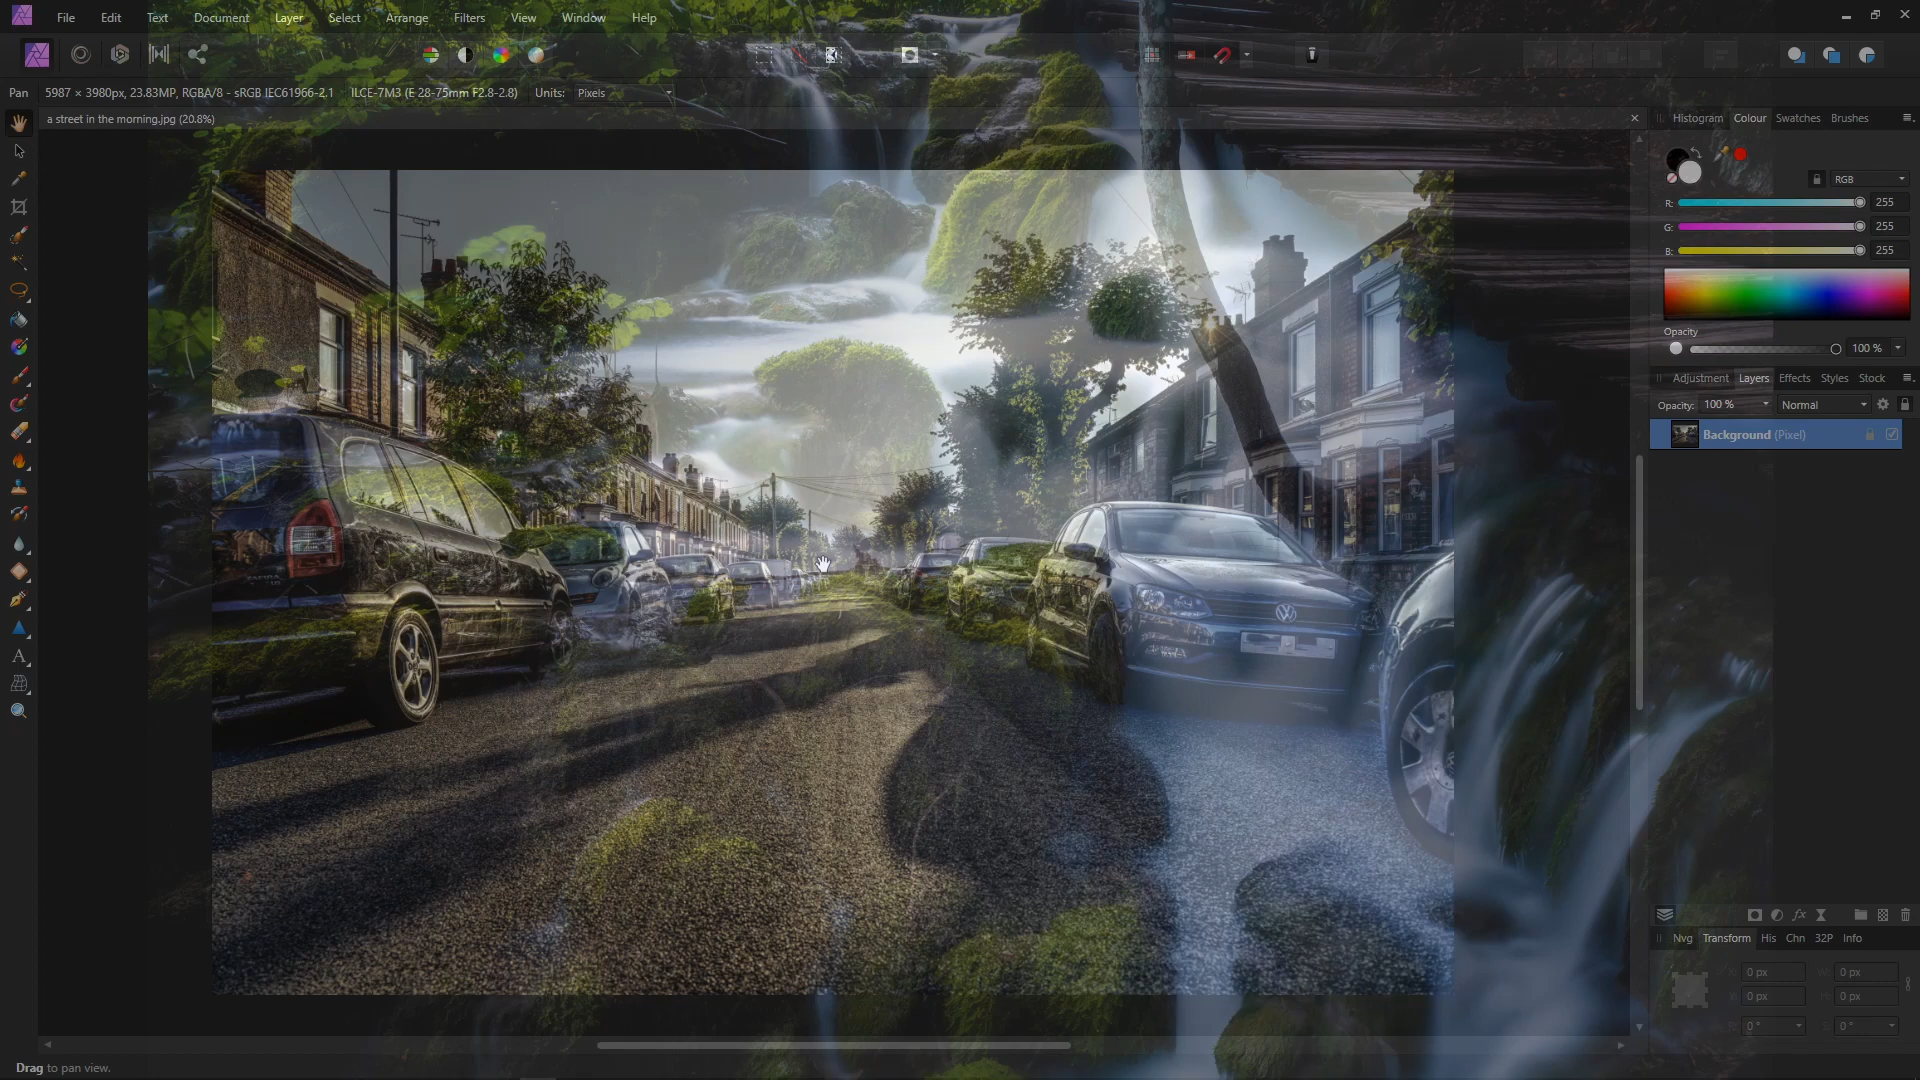 File Edit Text Document Layer Select Arrange Filters View Window Help
Pan 5987 × 3980px, 23.83MP, RGBA/8 - sRGB IEC61966-2.1 ILCE-7M3 (E 28-75mm F2.8-2.8) Units: Pixels
a street in the morning.jpg (20.8%)
Histogram Colour Swatches Brushes
RGB
R: 255
G: 255
B: 255
Opacity
100 %
Adjustment Layers Effects Styles Stock
Opacity: 100 % Normal
Background (Pixel)
fx
Nvg Transform His Chn 32P Info
X: 0 px W: 0 px
Y: 0 px H: 0 px
0 ° 0 °
ZAFIRA
Drag to pan view.